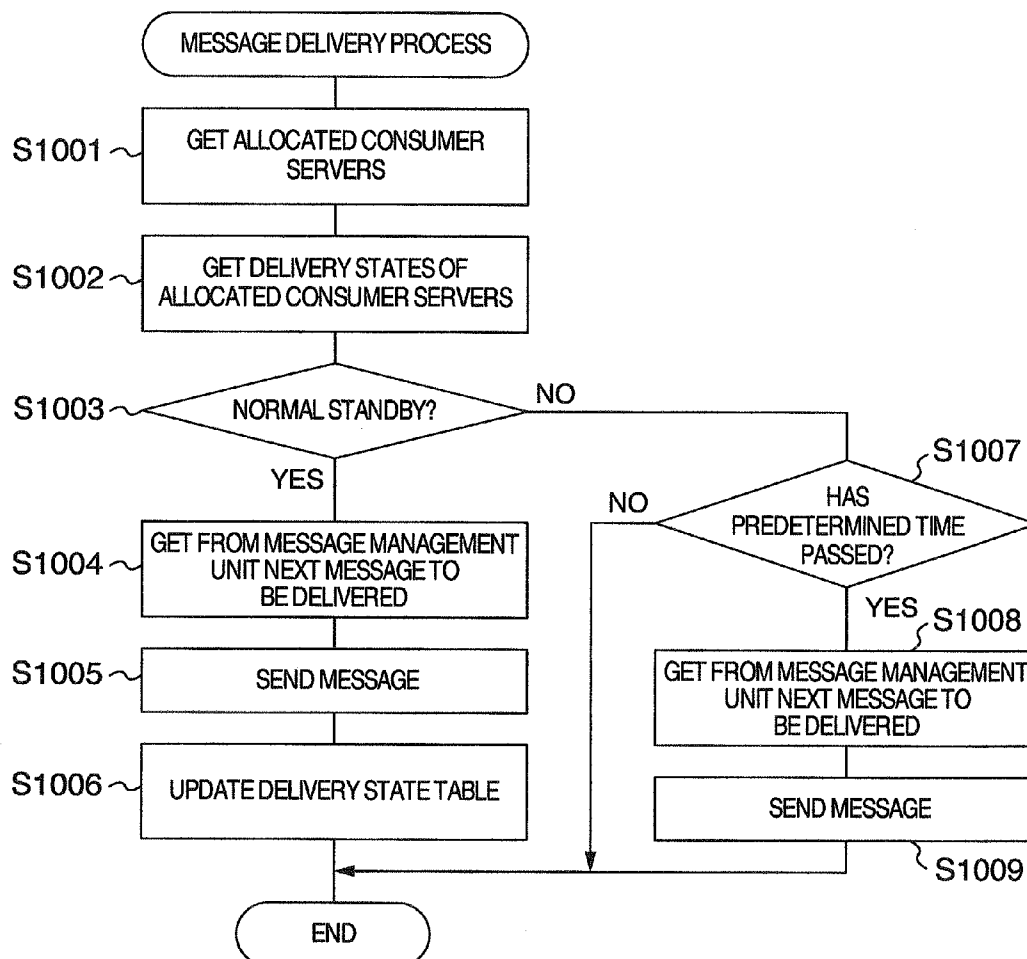 MESSAGE DELIVERY PROCESS
S1001
GET ALLOCATED CONSUMER
SERVERS
S1002
GET DELIVERY STATES OF
ALLOCATED CONSUMER SERVERS
S1003
NORMAL STANDBY?
NO
YES
S1007
HAS
PREDETERMINED TIME
PASSED?
NO
YES
S1004
GET FROM MESSAGE MANAGEMENT
UNIT NEXT MESSAGE TO
BE DELIVERED
S1005
SEND MESSAGE
S1006
UPDATE DELIVERY STATE TABLE
S1008
GET FROM MESSAGE MANAGEMENT
UNIT NEXT MESSAGE TO
BE DELIVERED
SEND MESSAGE
S1009
END